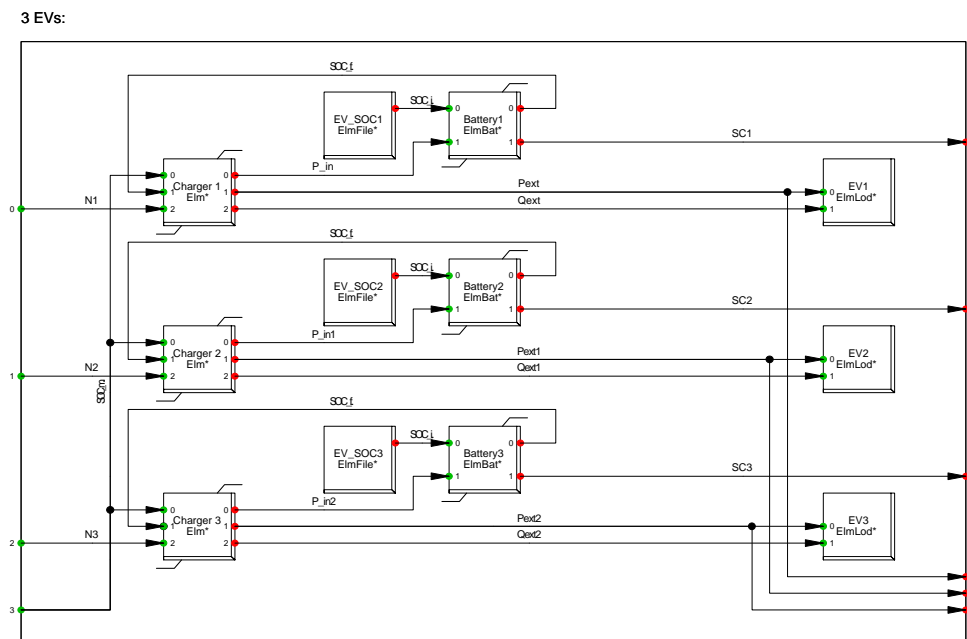 3 EVs:
SOC_f
EV_SOC1
ElmFile*
SOC_i
0
Battery1
ElmBat*
0
1
1
SC1
P_in
0
Charger 1
Elm*
0
1
1
2
2
Pext
Qext
0
EV1
ElmLod*
1
0
N1
SOC_f
EV_SOC2
ElmFile*
SOC_i
0
Battery2
ElmBat*
0
1
1
SC2
P_in1
0
Charger 2
Elm*
0
1
1
2
2
Pext1
Qext1
0
EV2
ElmLod*
1
1
N2
SOC_m
SOC_f
EV_SOC3
ElmFile*
SOC_i
0
Battery3
ElmBat*
0
1
1
SC3
P_in2
0
Charger 3
Elm*
0
1
1
2
2
Pext2
Qext2
0
EV3
ElmLod*
1
2
N3
3